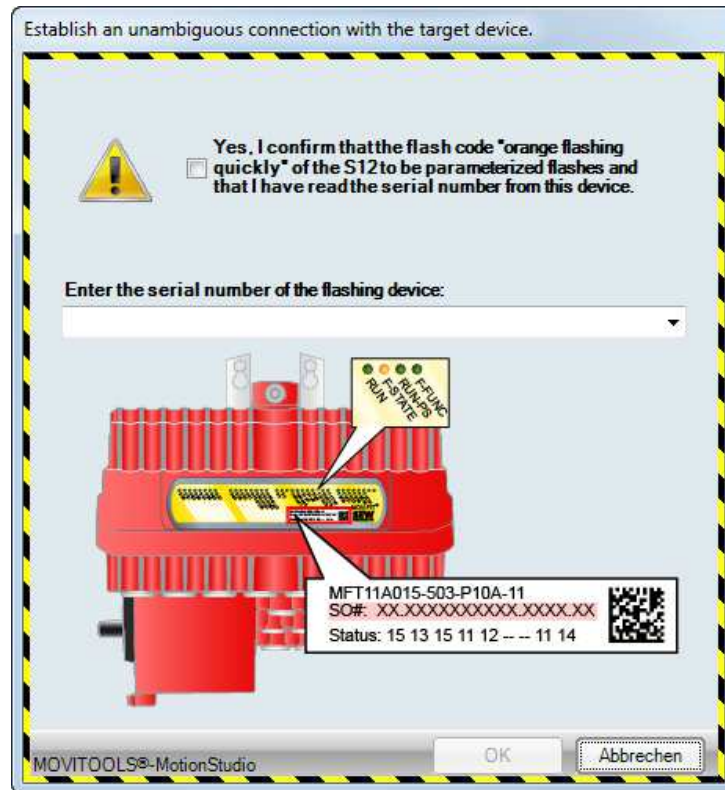 Establish an unambiguous connection with the target device.
Yes, I confirm that the flash code "orange flashing
quickly" of the S12 to be parameterized flashes and
that I have read the serial number from this device.
Enter the serial number of the flashing device:
RUN
F-STATE
RUN-PS
F-FUNC
MFT11A015-503-P10A-11
SO#: XX.XXXXXXXXXX.XXXX.XX
Status: 15 13 15 11 12 -- -- 11 14
MOVITOOLS®-MotionStudio
OK
Abbrechen